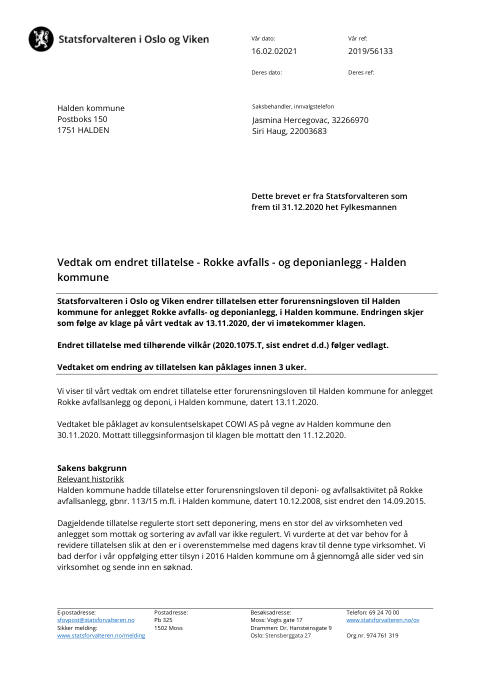 Statsforvalteren i Oslo og Viken
Vår dato:
Vår ref:
16.02.02021
2019/56133
Deres dato:
Deres ref:
Halden kommune
Postboks 150
1751 HALDEN
Saksbehandler, innvalgstelefon
Jasmina Hercegovac, 32266970
Siri Haug, 22003683
Dette brevet er fra Statsforvalteren som
frem til 31.12.2020 het Fylkesmannen
Vedtak om endret tillatelse - Rokke avfalls - og deponianlegg - Halden
kommune
Statsforvalteren i Oslo og Viken endrer tillatelsen etter forurensningsloven til Halden
kommune for anlegget Rokke avfalls- og deponianlegg, i Halden kommune. Endringen skjer
som følge av klage på vårt vedtak av 13.11.2020, der vi imøtekommer klagen.
Endret tillatelse med tilhørende vilkår (2020.1075.T, sist endret d.d.) følger vedlagt.
Vedtaket om endring av tillatelsen kan påklages innen 3 uker.
Vi viser til vårt vedtak om endret tillatelse etter forurensningsloven til Halden kommune for anlegget
Rokke avfallsanlegg og deponi, i Halden kommune, datert 13.11.2020.
Vedtaket ble påklaget av konsulentselskapet COWI AS på vegne av Halden kommune den
30.11.2020. Mottatt tilleggsinformasjon til klagen ble mottatt den 11.12.2020.
Sakens bakgrunn
Relevant historikk
Halden kommune hadde tillatelse etter forurensningsloven til deponi- og avfallsaktivitet på Rokke
avfallsanlegg, gbnr. 113/15 m.fl. i Halden kommune, datert 10.12.2008, sist endret den 14.09.2015.
Dagjeldende tillatelse regulerte stort sett deponering, mens en stor del av virksomheten ved
anlegget som mottak og sortering av avfall var ikke regulert. Vi vurderte at det var behov for å
revidere tillatelsen slik at den er i overenstemmelse med dagens krav til denne type virksomhet. Vi
bad derfor i vår oppfølging etter tilsyn i 2016 Halden kommune om å gjennomgå alle sider ved sin
virksomhet og sende inn en søknad.
E-postadresse:
sfovpost@statsforvalteren.no
Sikker melding:
www.statsforvalteren.no/melding
Postadresse:
Pb 325
1502 Moss
Besøksadresse:
Moss: Vogts gate 17
Drammen: Dr. Hansteinsgate 9
Oslo: Stensberggata 27
Telefon: 69 24 70 00
www.statsforvalteren.no/ov
Org.nr. 974 761 319